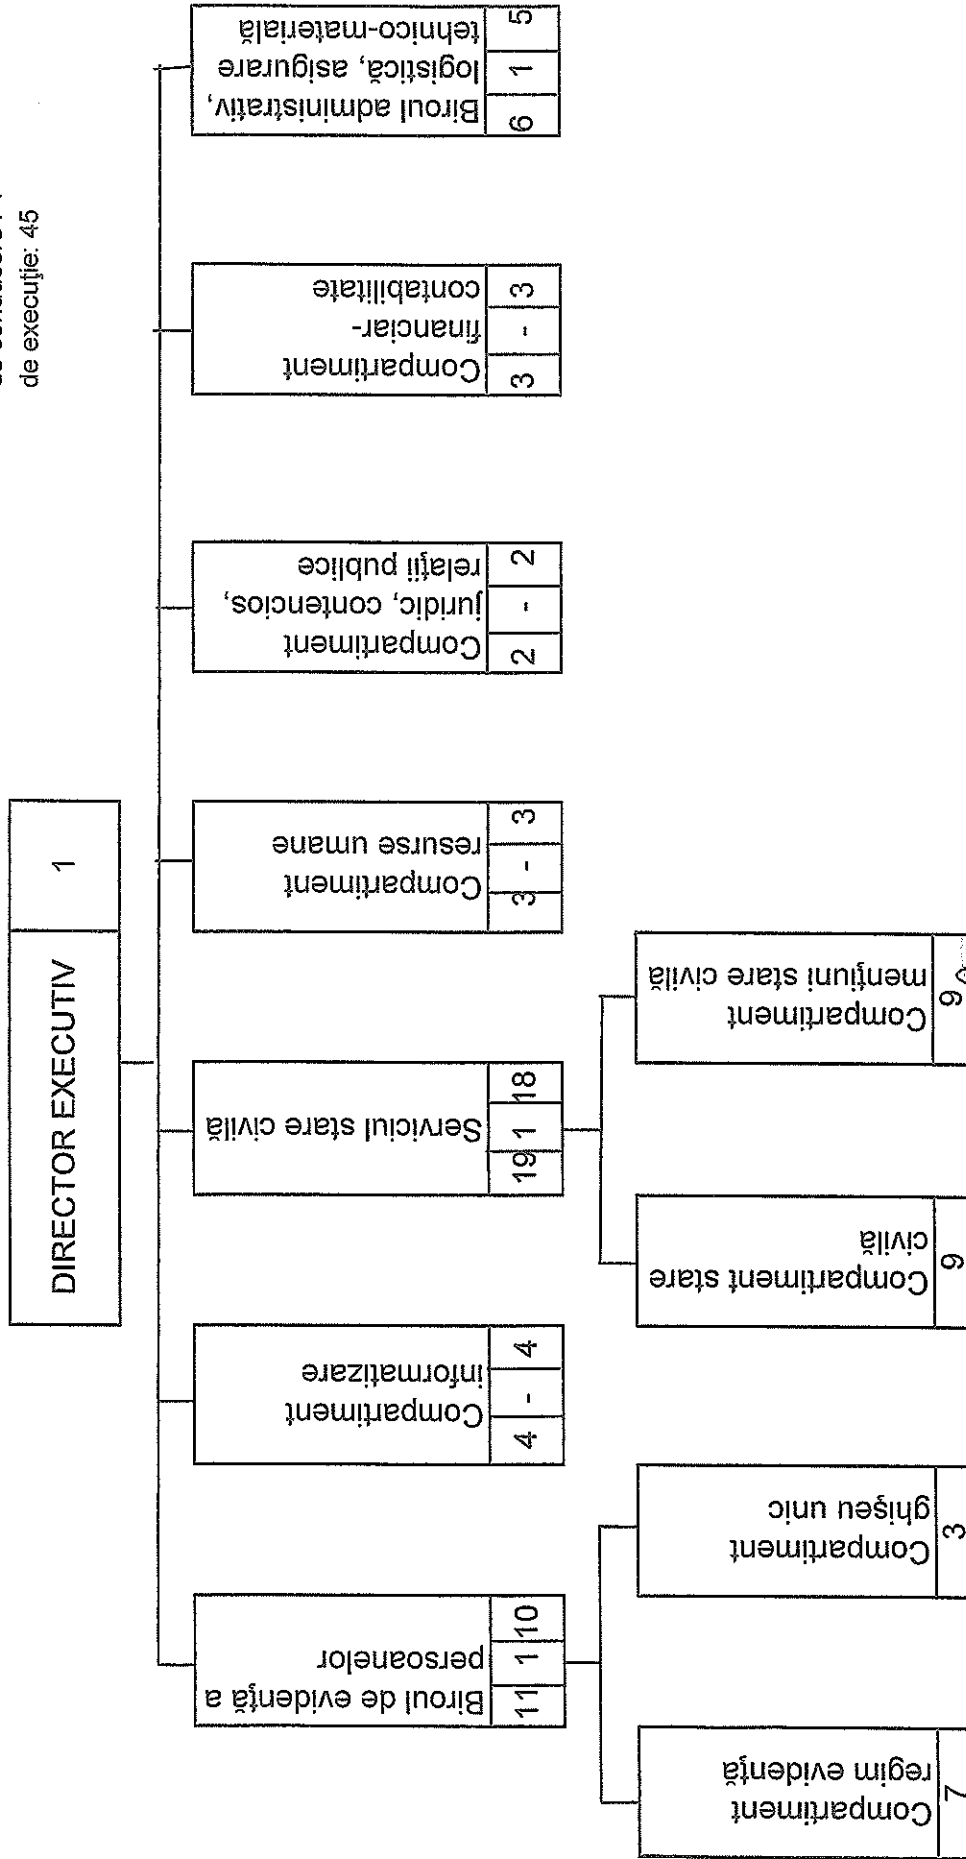 de execuție: 45
DIRECTOR EXECUTIV 1
Biroul de evidență a
persoanelor
11 1 10
Compartiment
informatizare
4 - 4
Serviciul stare civilă
19 1 18
Compartiment
resurse umane
3 - 3
Compartiment
juridic, contencios,
relații publice
2 - 2
Compartiment
financiar-
contabilitate
3 - 3
Biroul administrativ,
logistică, asigurare
tehnico-materială
6 1 5
Compartiment
regim evidență
7
Compartiment
ghișeu unic
3
Compartiment stare
civilă
9
Compartiment
mențiuni stare civilă
9